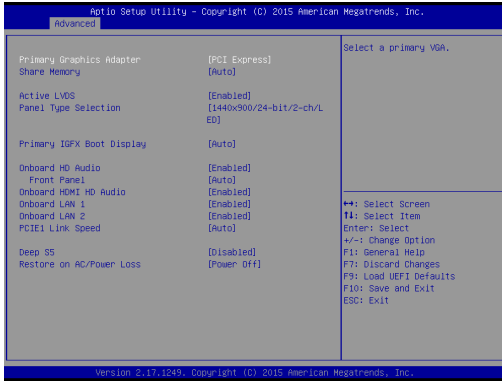 Aptio Setup Utility - Copyright (C) 2015 American Megatrends, Inc.
Advanced
Primary Graphics Adapter [PCI Express]
Share Memory [Auto]
Active LVDS [Enabled]
Panel Type Selection [1440x900/24-bit/2-ch/L
ED]
Primary IGFX Boot Display [Auto]
Onboard HD Audio [Enabled]
Front Panel [Auto]
Onboard HDMI HD Audio [Enabled]
Onboard LAN 1 [Enabled]
Onboard LAN 2 [Enabled]
PCIE1 Link Speed [Auto]
Deep S5 [Disabled]
Restore on AC/Power Loss [Power Off]
Select a primary VGA.
↔: Select Screen
↑↓: Select Item
Enter: Select
+/-: Change Option
F1: General Help
F7: Discard Changes
F9: Load UEFI Defaults
F10: Save and Exit
ESC: Exit
Version 2.17.1249. Copyright (C) 2015 American Megatrends, Inc.